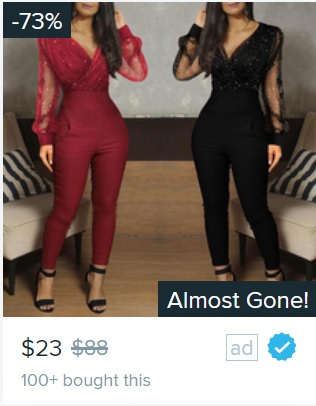 -73%
Almost Gone!
$23 $88
ad
100+ bought this